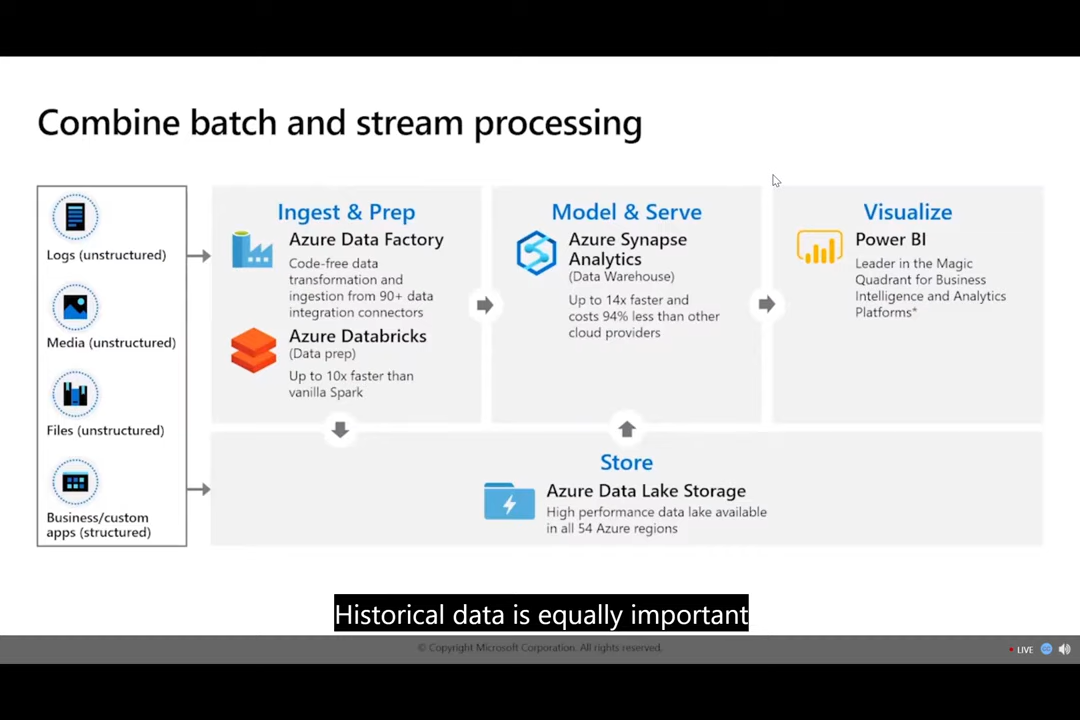 Combine batch and stream processing
Logs (unstructured)
Media (unstructured)
Files (unstructured)
Business/custom
apps (structured)
Ingest & Prep
Azure Data Factory
Code-free data
transformation and
ingestion from 90+ data
integration connectors
Azure Databricks
(Data prep)
Up to 10x faster than
vanilla Spark
Model & Serve
Azure Synapse
Analytics
(Data Warehouse)
Up to 14x faster and
costs 94% less than other
cloud providers
Visualize
Power BI
Leader in the Magic
Quadrant for Business
Intelligence and Analytics
Platforms*
Store
Azure Data Lake Storage
High performance data lake available
in all 54 Azure regions
Historical data is equally important
© Copyright Microsoft Corporation. All rights reserved.
LIVE